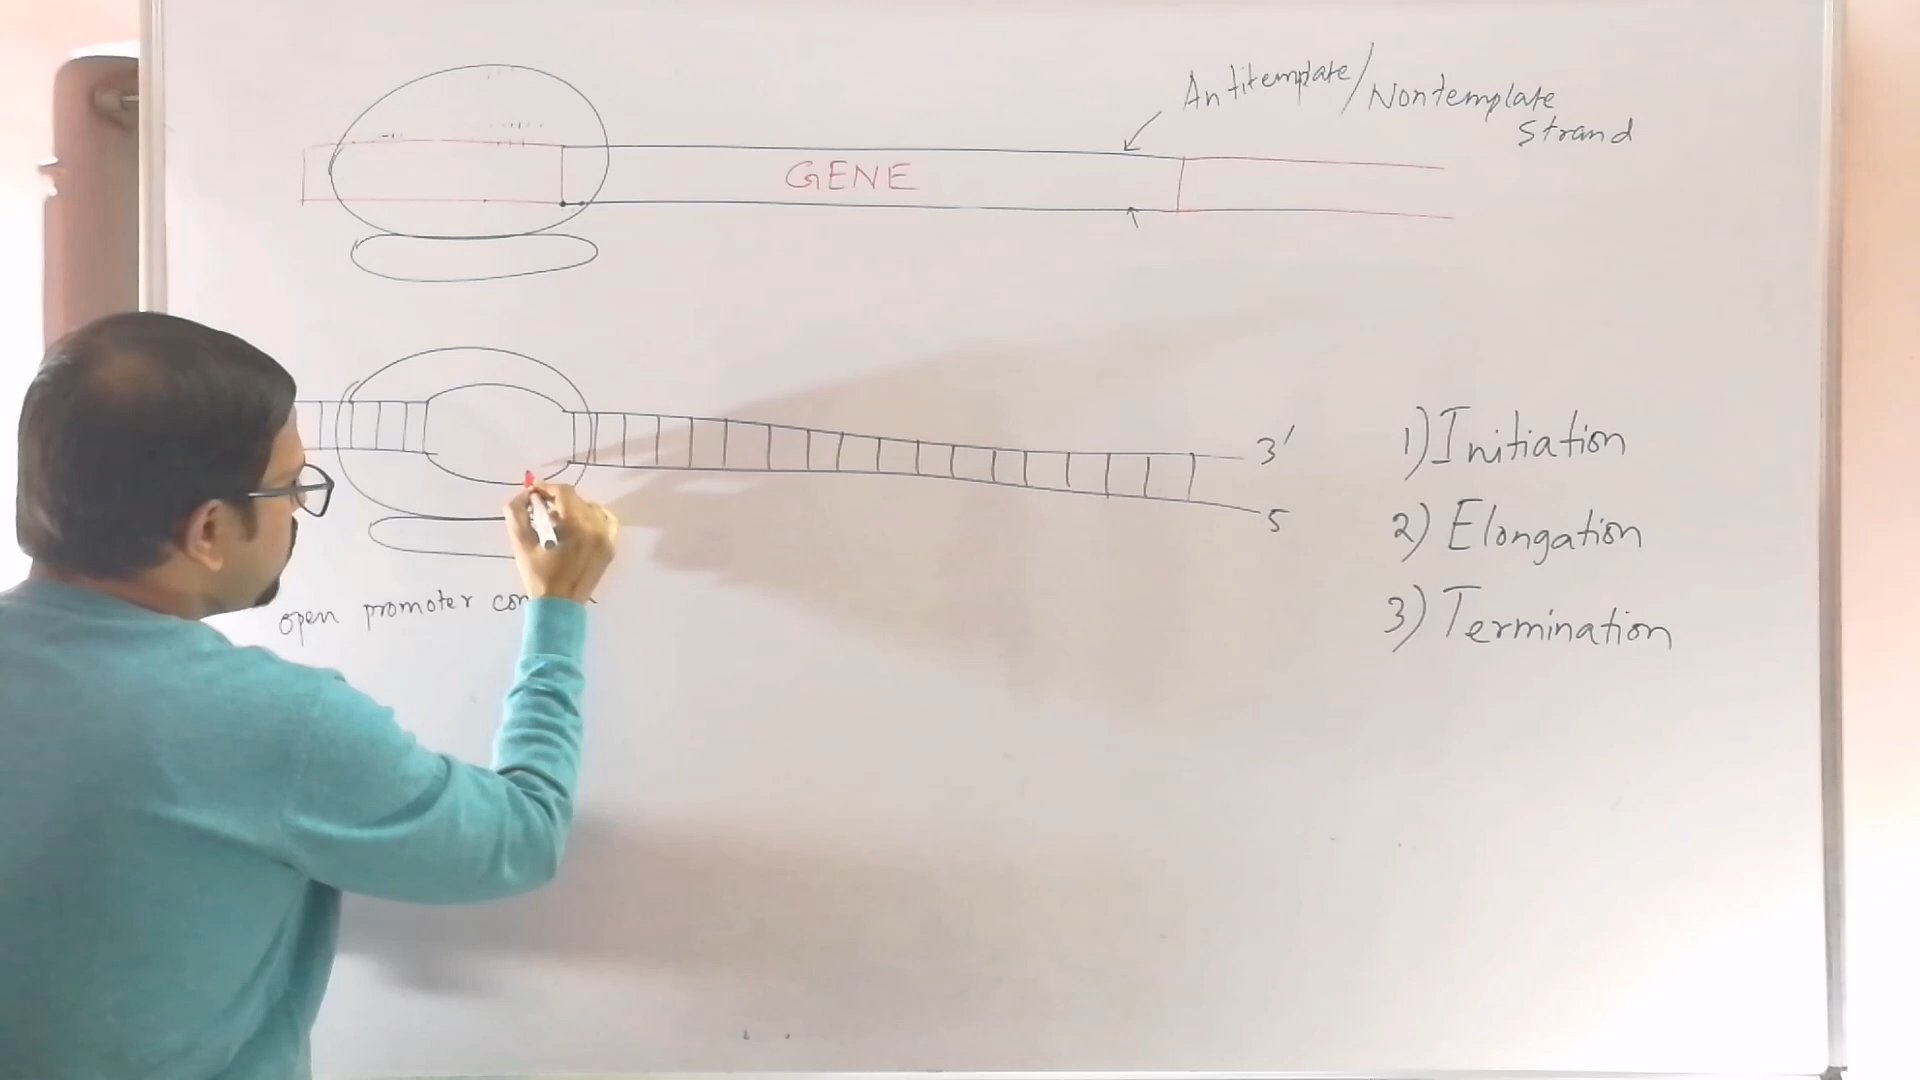 Antitemplate/Nontemplate
Strand
GENE
3'
5
open promoter
1) Initiation
2) Elongation
3) Termination